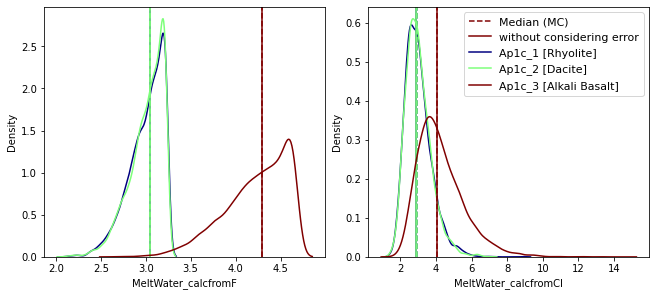 Density
2.5
2.0
1.5
1.0
0.5
0.0
2.0 2.5 3.0 3.5 4.0 4.5
MeltWater_calcfromF
Density
0.6
0.5
0.4
0.3
0.2
0.1
0.0
2 4 6 8 10 12 14
MeltWater_calcfromCl
Median (MC)
without considering error
Ap1c_1 [Rhyolite]
Ap1c_2 [Dacite]
Ap1c_3 [Alkali Basalt]